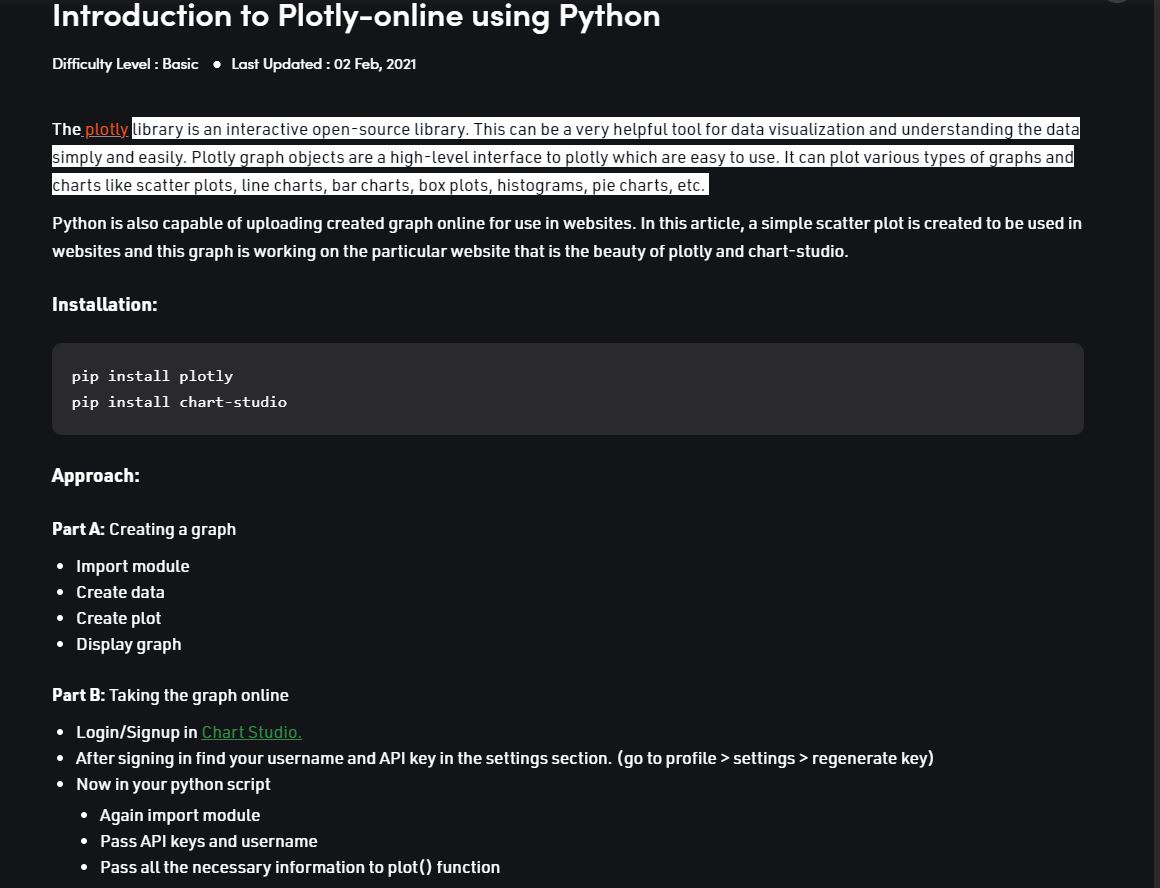 Introduction to Plotly-online using Python
Difficulty Level : Basic • Last Updated : 02 Feb, 2021
The plotly library is an interactive open-source library. This can be a very helpful tool for data visualization and understanding the data
simply and easily. Plotly graph objects are a high-level interface to plotly which are easy to use. It can plot various types of graphs and
charts like scatter plots, line charts, bar charts, box plots, histograms, pie charts, etc.
Python is also capable of uploading created graph online for use in websites. In this article, a simple scatter plot is created to be used in
websites and this graph is working on the particular website that is the beauty of plotly and chart-studio.
Installation:
pip install plotly
pip install chart-studio
Approach:
Part A: Creating a graph
• Import module
• Create data
• Create plot
• Display graph
Part B: Taking the graph online
• Login/Signup in Chart Studio.
• After signing in find your username and API key in the settings section. (go to profile > settings > regenerate key)
• Now in your python script
• Again import module
• Pass API keys and username
• Pass all the necessary information to plot() function